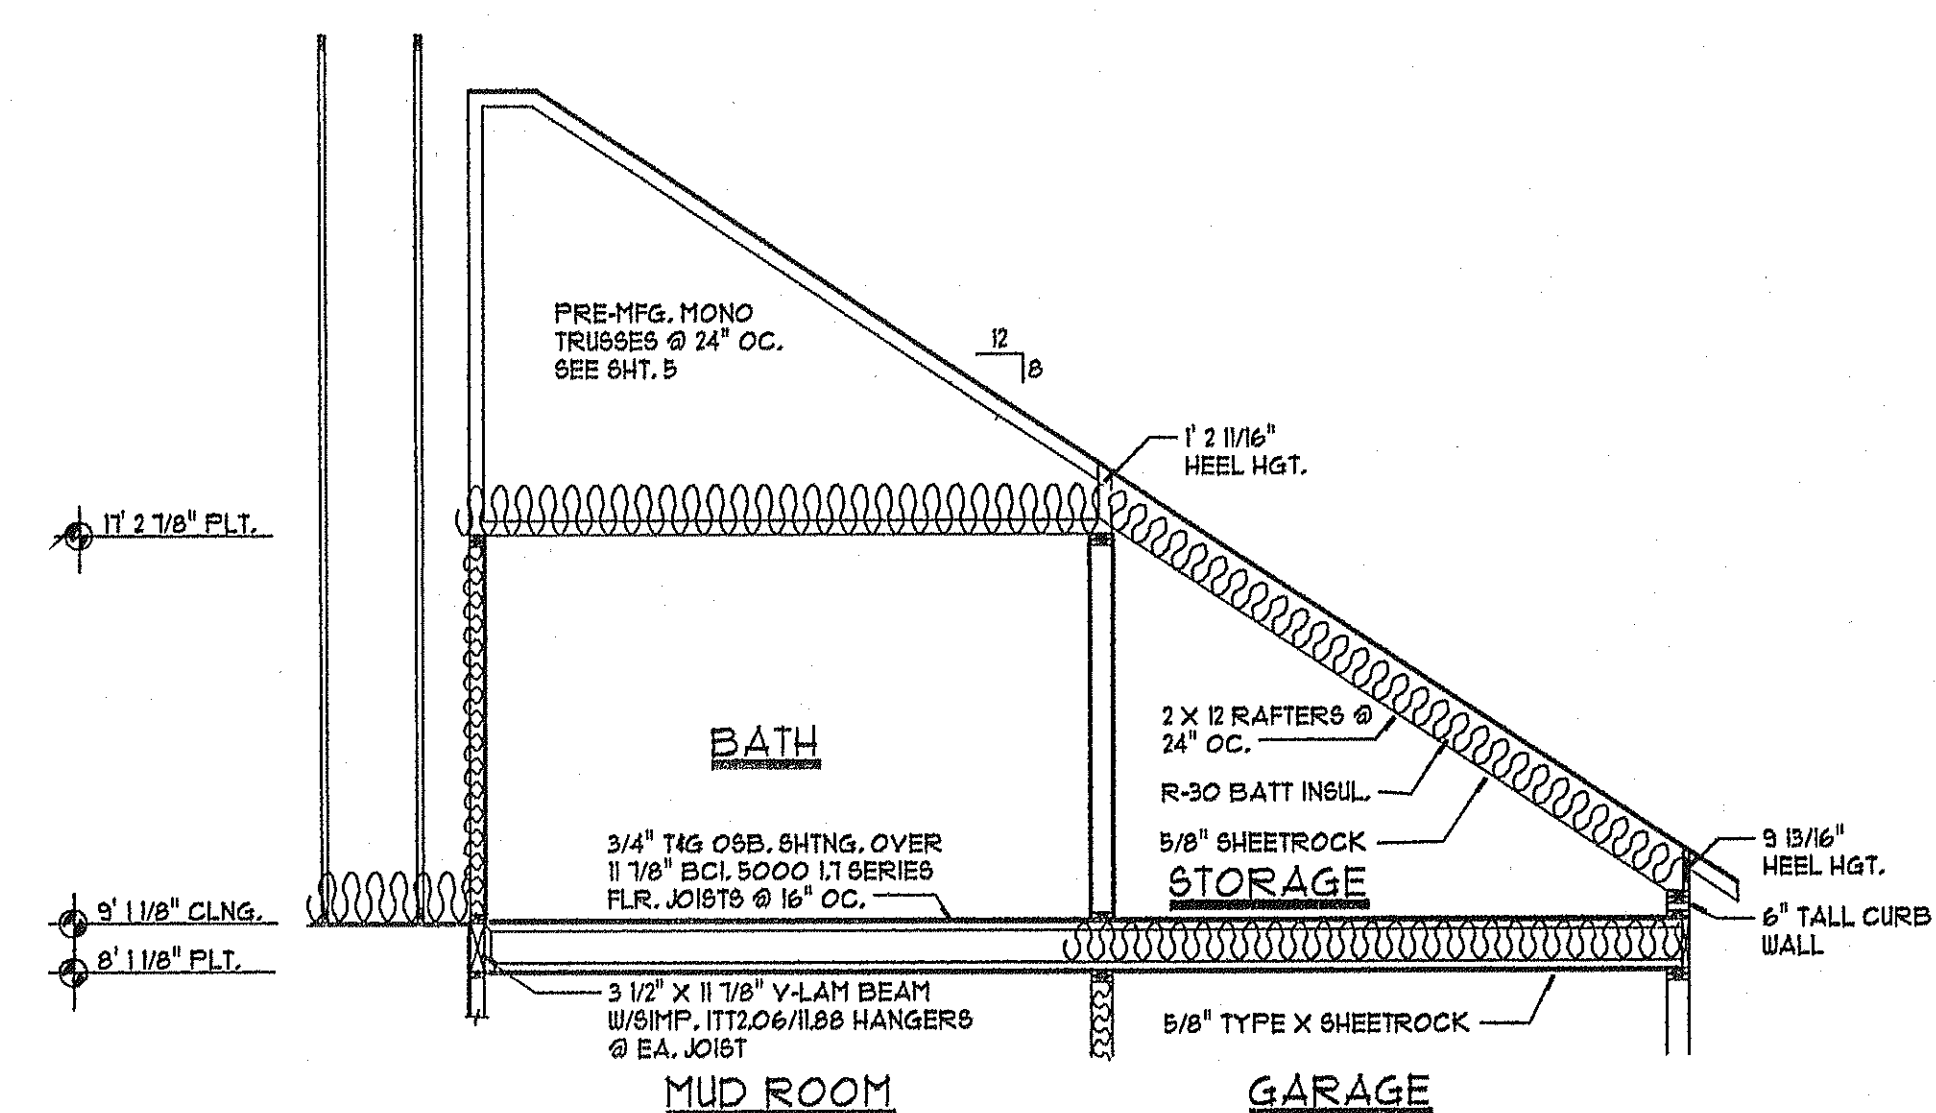 PRE-MFG. MONO
TRUSSES @ 24" OC.
SEE SHT. 5
12
8
1' 2 11/16"
HEEL HGT.
17' 2 7/8" PLT.
BATH
2 X 12 RAFTERS @
24" OC.
R-30 BATT INSUL.
5/8" SHEETROCK
STORAGE
3/4" T&G OSB. SHTNG. OVER
11 7/8" BCI. 5000 1.7 SERIES
FLR. JOISTS @ 16" OC.
9 13/16"
HEEL HGT.
6" TALL CURB
WALL
9' 1 1/8" CLNG.
8' 1 1/8" PLT.
3 1/2" X 11 7/8" V-LAM BEAM
W/SIMP. ITT2.06/11.88 HANGERS
@ EA. JOIST
5/8" TYPE X SHEETROCK
MUD ROOM
GARAGE